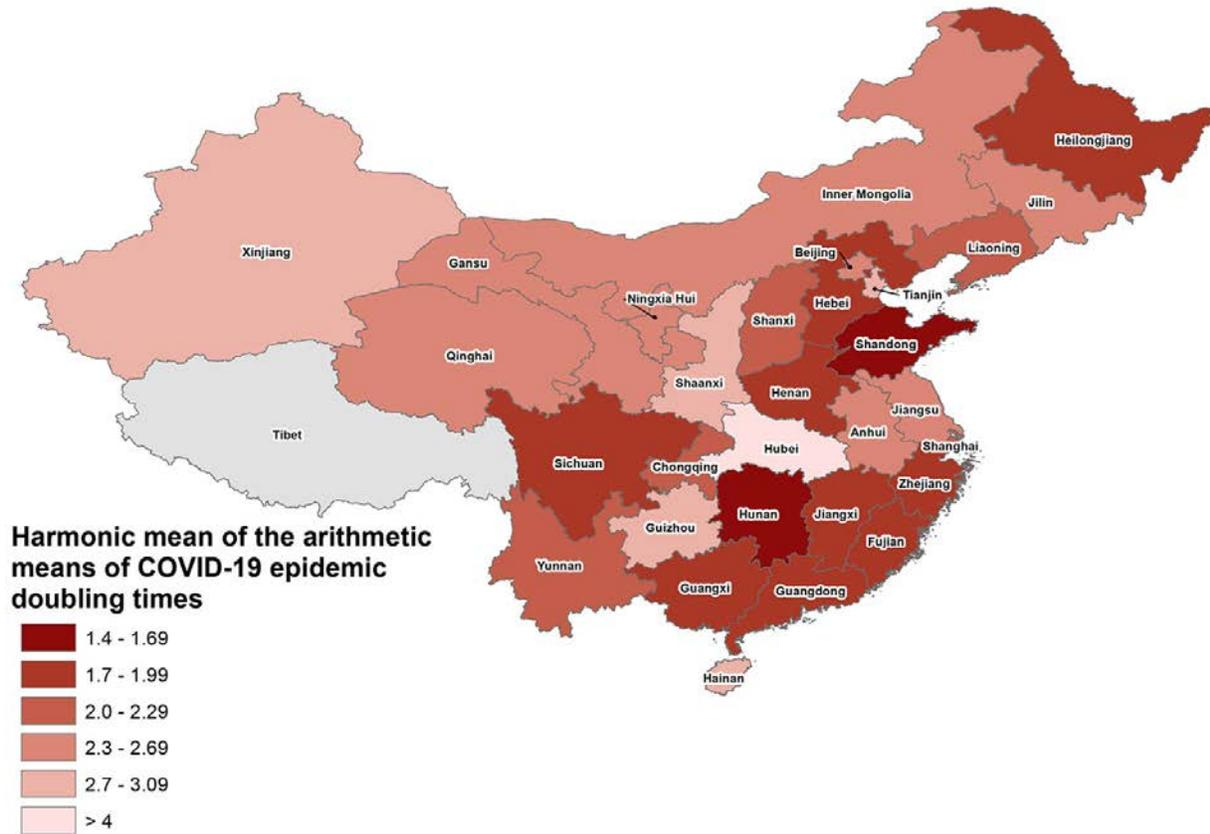 Heilongjiang
Inner Mongolia
Jilin
Xinjiang
Beijing
Liaoning
Gansu
Ningxia Hui
Tianjin
Hebei
Shanxi
Shandong
Qinghai
Shaanxi
Henan
Jiangsu
Tibet
Anhui
Hubei
Shanghai
Sichuan
Chongqing
Zhejiang
Hunan
Jiangxi
Guizhou
Fujian
Yunnan
Guangxi
Guangdong
Hainan
Harmonic mean of the arithmetic
means of COVID-19 epidemic
doubling times
1.4 - 1.69
1.7 - 1.99
2.0 - 2.29
2.3 - 2.69
2.7 - 3.09
> 4